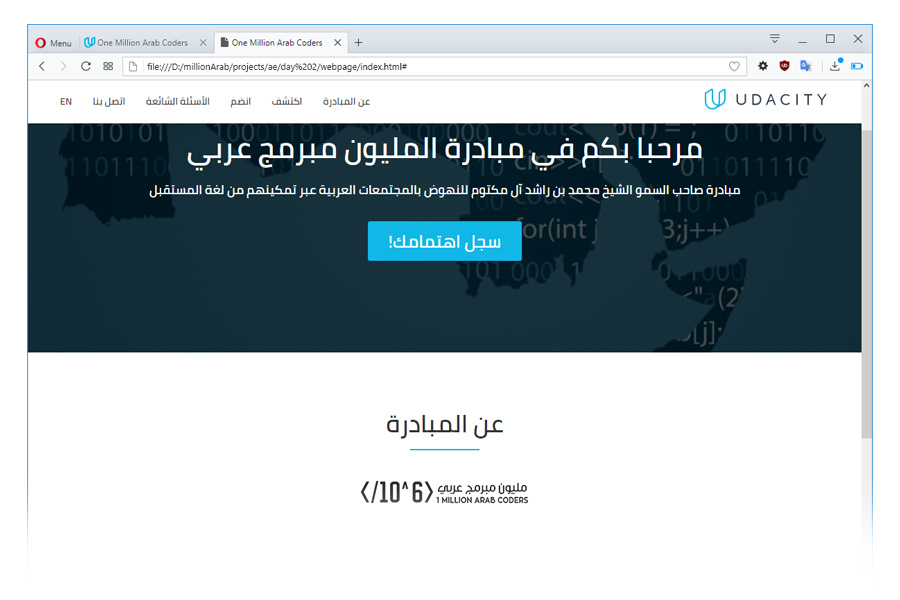 Menu
One Million Arab Coders
One Million Arab Coders
file:///D:/millionArab/projects/ae/day%202/webpage/index.html#
UDACITY
عن المبادرة
اكتشف
انضم
الأسئلة الشائعة
اتصل بنا
EN
مرحبا بكم في مبادرة المليون مبرمج عربي
مبادرة صاحب السمو الشيخ محمد بن راشد آل مكتوم للنهوض بالمجتمعات العربية عبر تمكينهم من لغة المستقبل
سجل اهتمامك!
عن المبادرة
</10^6>
مليون مبرمج عربي
1 MILLION ARAB CODERS